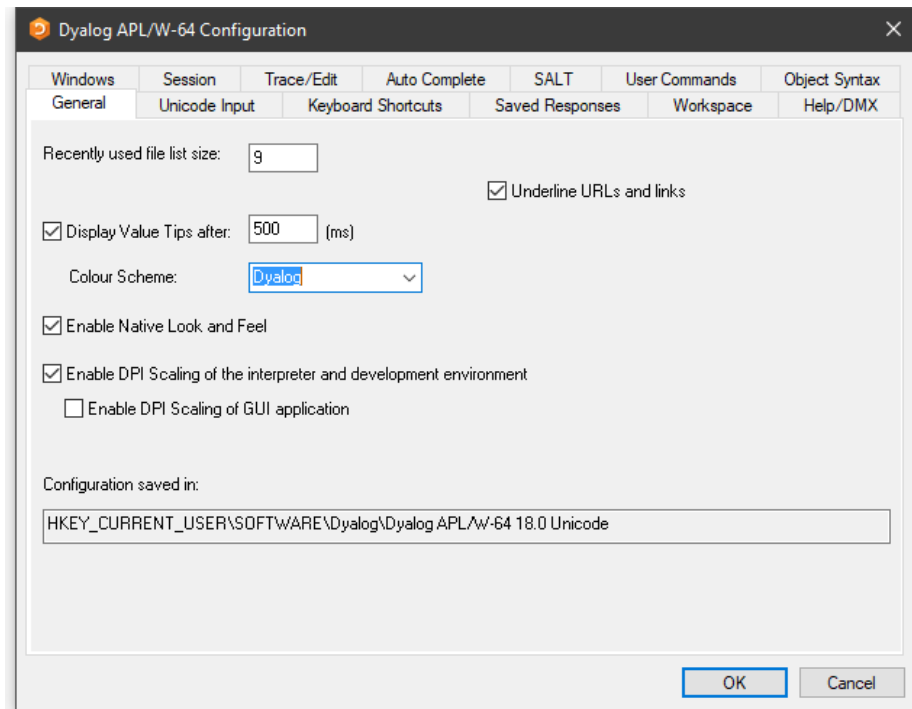 Dyalog APL/W-64 Configuration
Windows Session Trace/Edit Auto Complete SALT User Commands Object Syntax
General Unicode Input Keyboard Shortcuts Saved Responses Workspace Help/DMX
Recently used file list size: 9
Underline URLs and links
Display Value Tips after: 500 (ms)
Colour Scheme: Dyalog
Enable Native Look and Feel
Enable DPI Scaling of the interpreter and development environment
Enable DPI Scaling of GUI application
Configuration saved in:
HKEY_CURRENT_USER\SOFTWARE\Dyalog\Dyalog APL/W-64 18.0 Unicode
OK Cancel